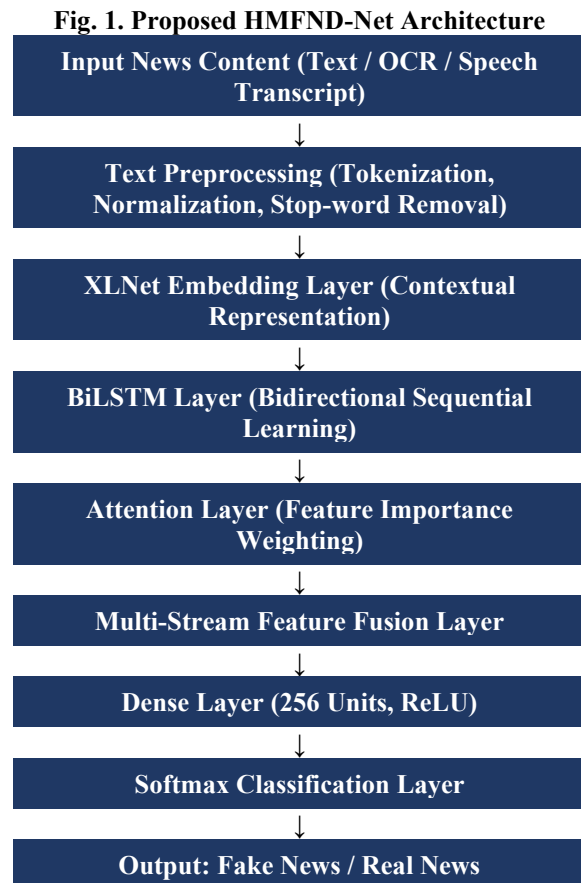 Fig. 1. Proposed HMFND-Net Architecture
Input News Content (Text / OCR / Speech
Transcript)
↓
Text Preprocessing (Tokenization,
Normalization, Stop-word Removal)
↓
XLNet Embedding Layer (Contextual
Representation)
↓
BiLSTM Layer (Bidirectional Sequential
Learning)
↓
Attention Layer (Feature Importance
Weighting)
↓
Multi-Stream Feature Fusion Layer
↓
Dense Layer (256 Units, ReLU)
↓
Softmax Classification Layer
↓
Output: Fake News / Real News